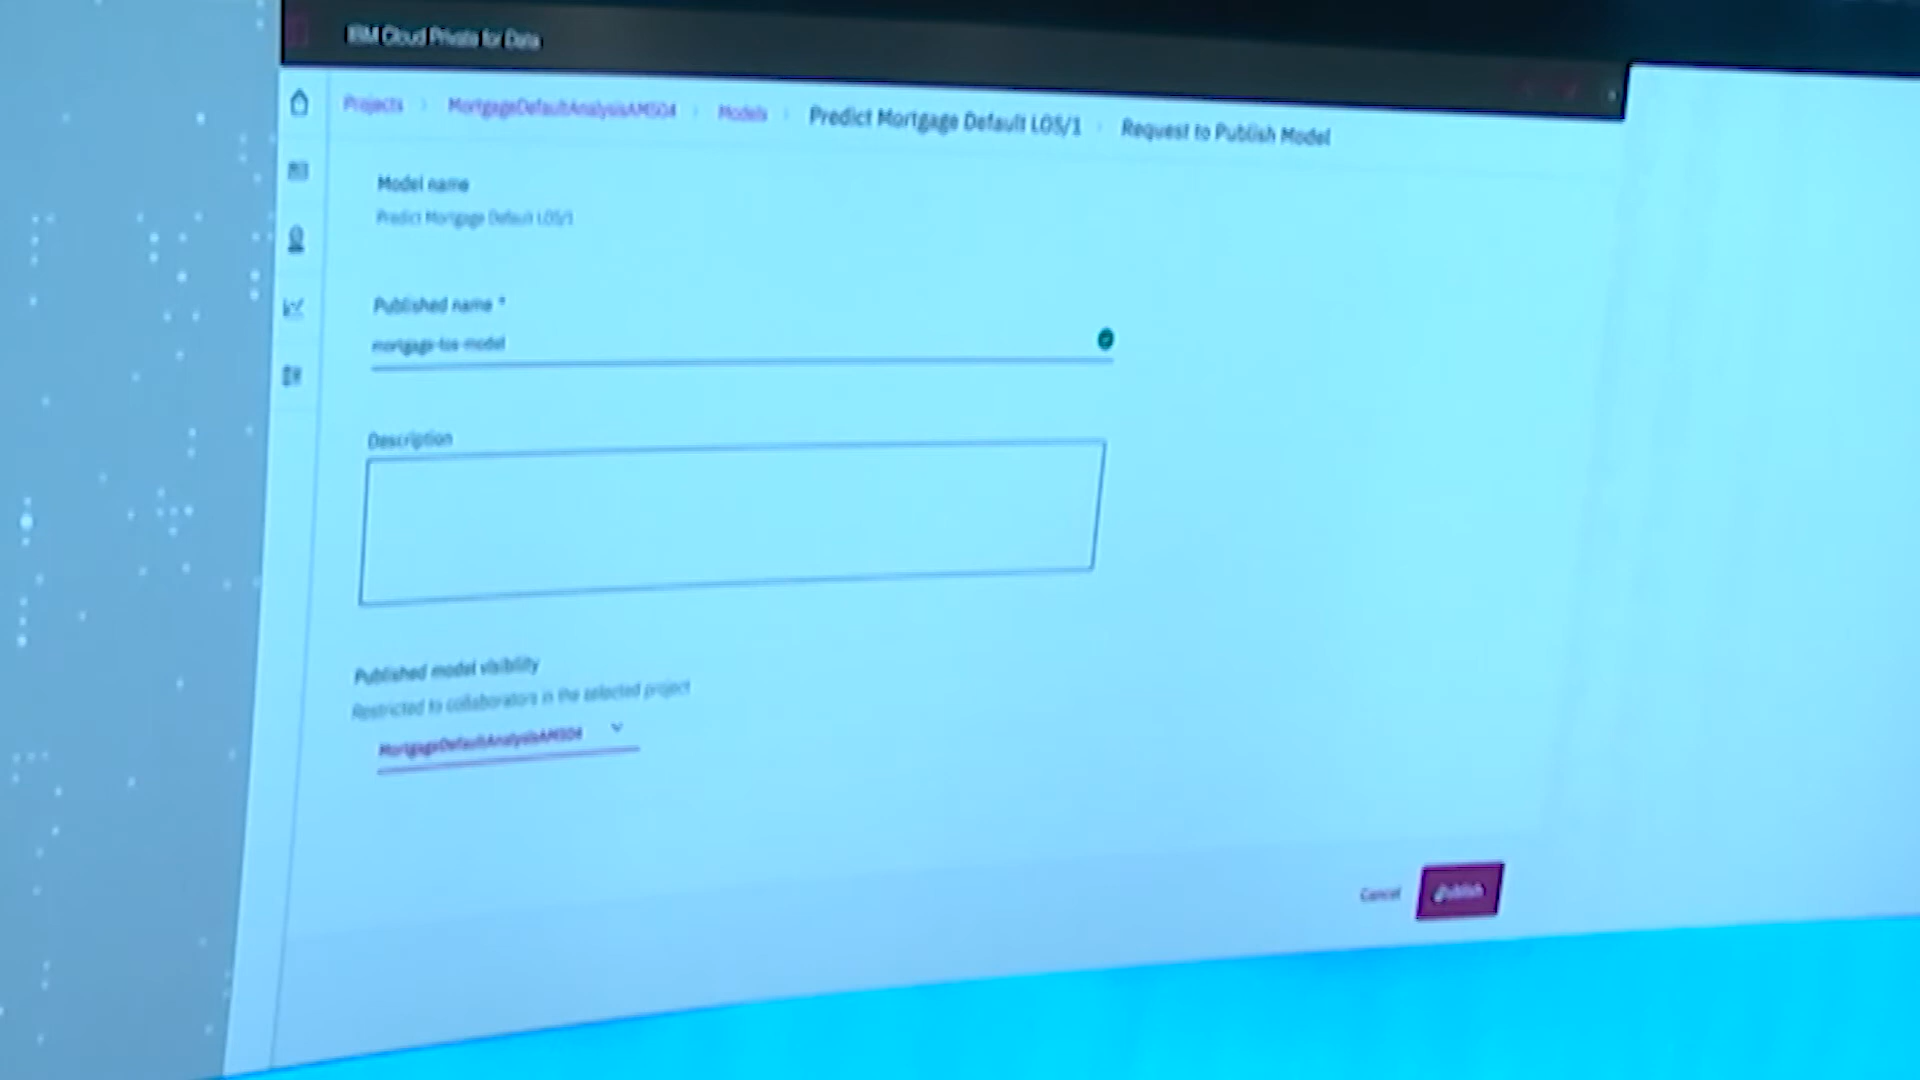 IBM Cloud Private for Data
Projects > MortgageDefaultAnalysisAMS04 > Models > Predict Mortgage Default LOS/1 > Request to Publish Model
Model name
Predict Mortgage Default LOS/1
Published name *
mortgage-los-model
Description
Published model visibility
Restricted to collaborators in the selected project
MortgageDefaultAnalysisAMS04
Cancel
Publish